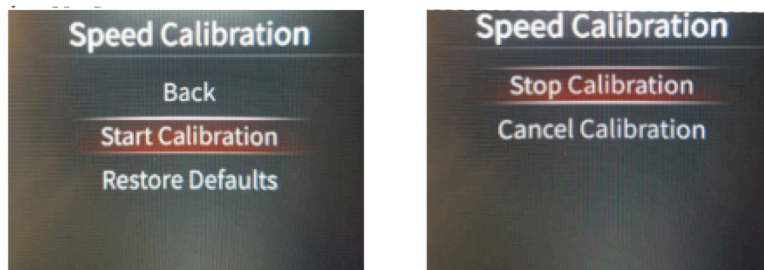 Speed Calibration
Back
Start Calibration
Restore Defaults
Speed Calibration
Stop Calibration
Cancel Calibration